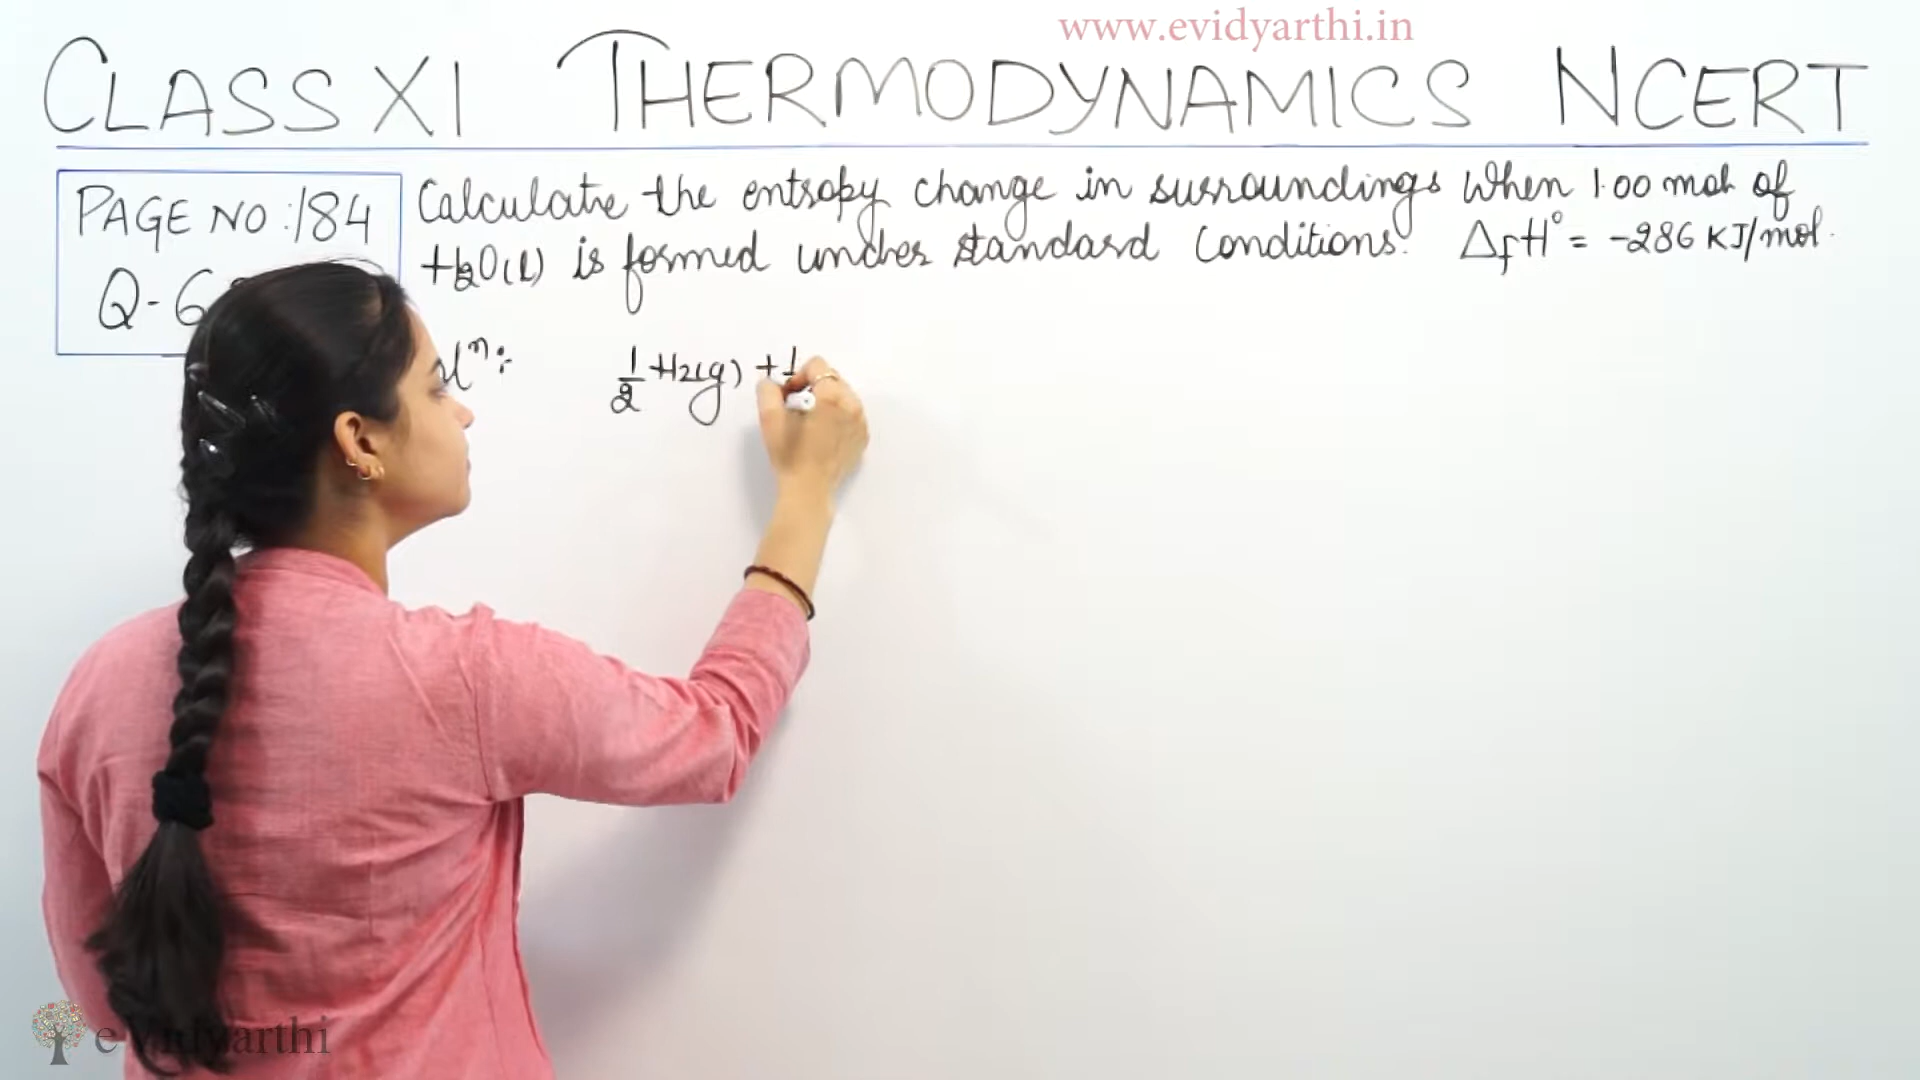 www.evidyarthi.in
CLASS XI THERMODYNAMICS NCERT
PAGE NO:184
Q-6
Calculate the entropy change in surroundings when 1.00 mol of
H2O(l) is formed under standard conditions. ΔfH° = -286 KJ/mol.
1/2 H2(g) + 1
e Vidyarthi